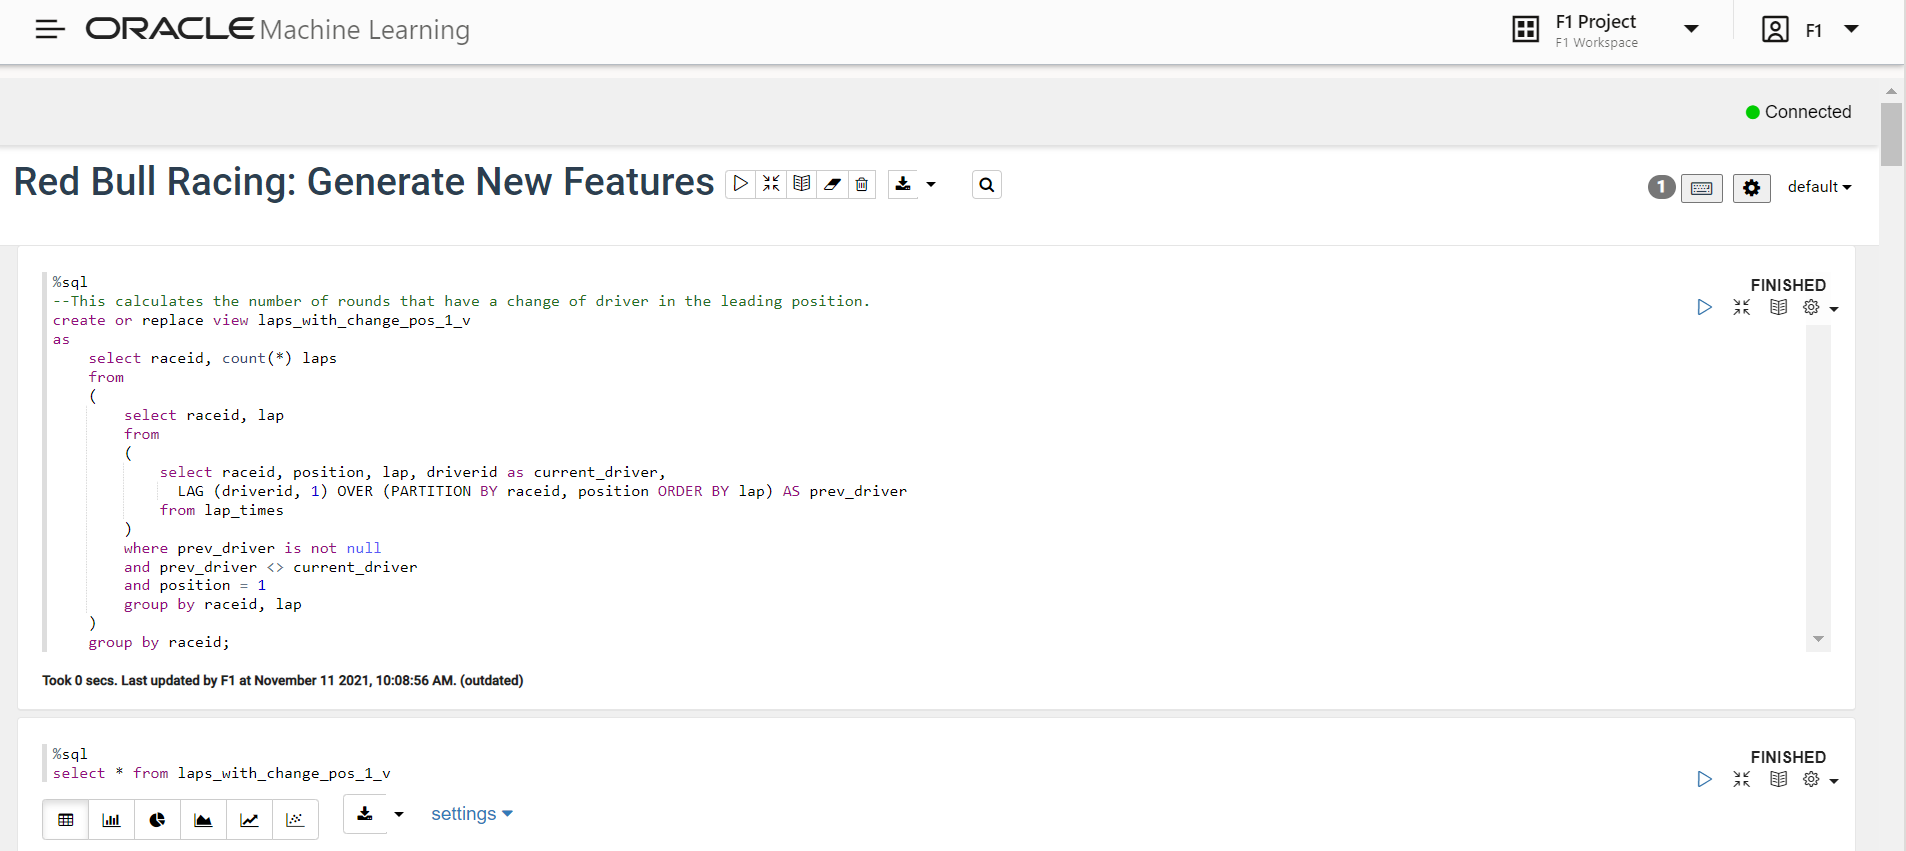 ORACLE Machine Learning
F1 Project
F1 Workspace
F1
Connected
Red Bull Racing: Generate New Features
1
default
%sql
--This calculates the number of rounds that have a change of driver in the leading position.
create or replace view laps_with_change_pos_1_v
as
    select raceid, count(*) laps
    from
    (
        select raceid, lap
        from
        (
            select raceid, position, lap, driverid as current_driver,
              LAG (driverid, 1) OVER (PARTITION BY raceid, position ORDER BY lap) AS prev_driver
            from lap_times
        )
        where prev_driver is not null
        and prev_driver <> current_driver
        and position = 1
        group by raceid, lap
    )
    group by raceid;
FINISHED
Took 0 secs. Last updated by F1 at November 11 2021, 10:08:56 AM. (outdated)
%sql
select * from laps_with_change_pos_1_v
FINISHED
settings